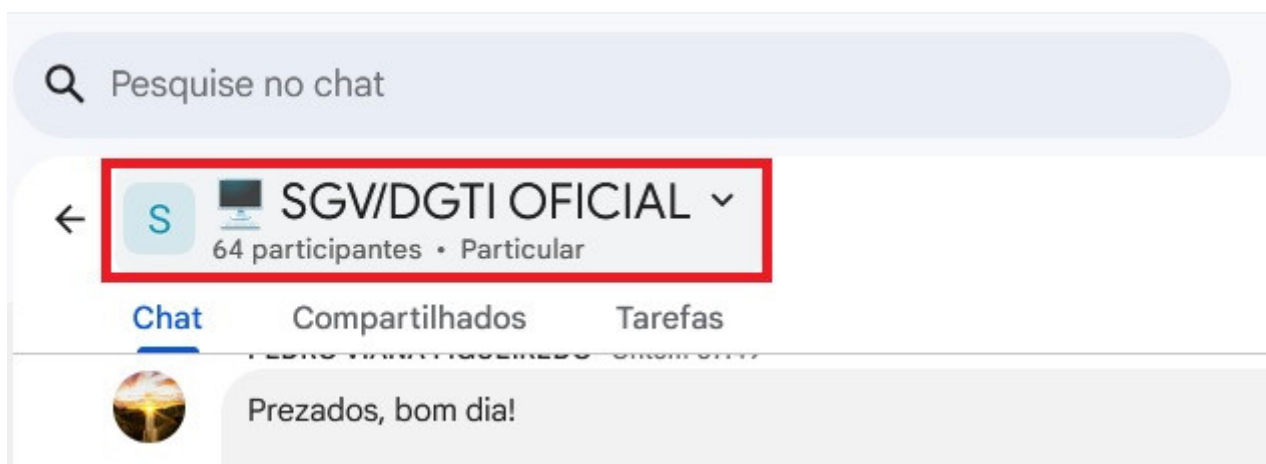 Pesquise no chat
S
SGV/DGTI OFICIAL
64 participantes • Particular
Chat Compartilhados Tarefas
Prezados, bom dia!